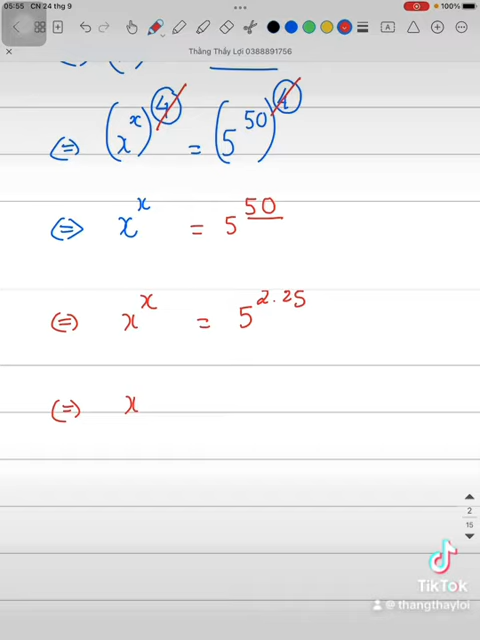 05:55 CN 24 thg 9
100%
Thắng Thầy Lợi 0388891756
⇔ (x^x)^4 = (5^50)^4
⇔ x^x = 5^50
⇔ x^x = 5^2.25
⇔ x
2
15
TikTok
@thangthayloi